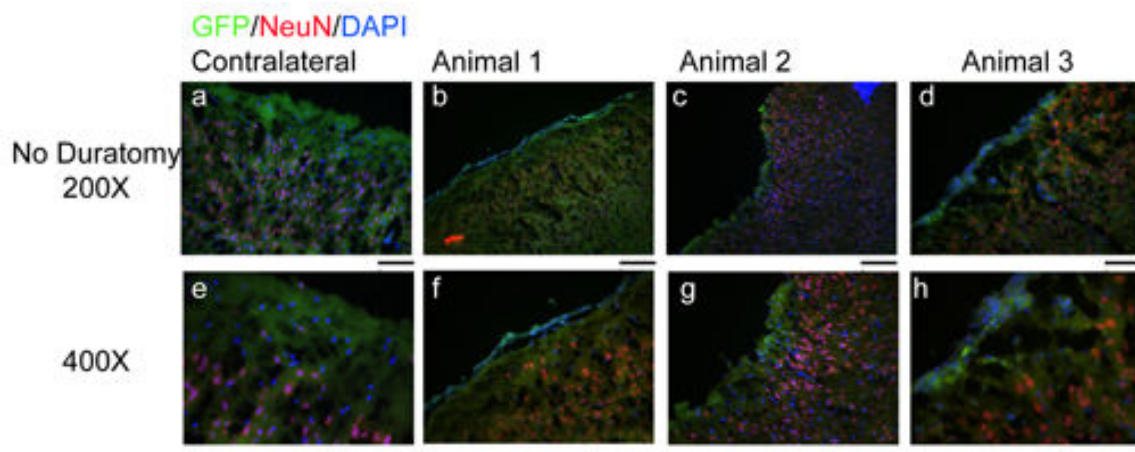 GFP/NeuN/DAPI
Contralateral Animal 1 Animal 2 Animal 3
a b c d
No Duratomy
200X
e f g h
400X